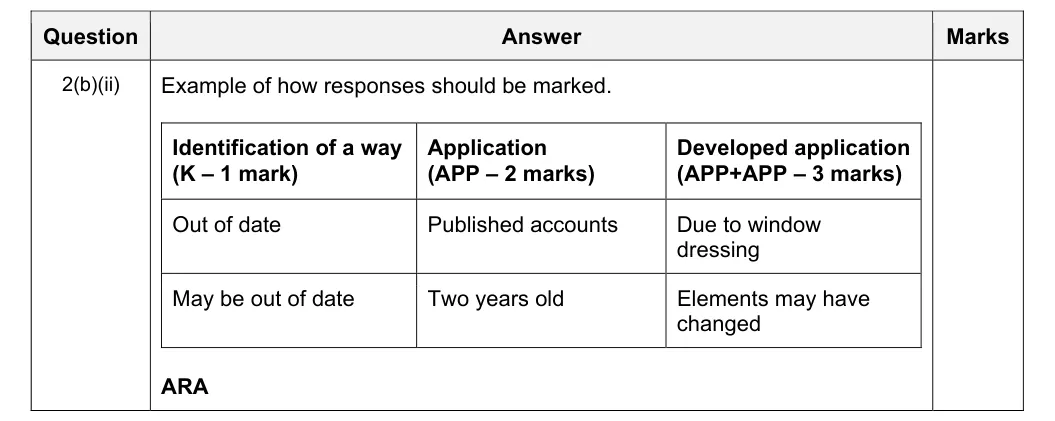 Question Answer Marks
2(b)(ii) Example of how responses should be marked.
Identification of a way Application Developed application
(K – 1 mark) (APP – 2 marks) (APP+APP – 3 marks)
Out of date Published accounts Due to window
dressing
May be out of date Two years old Elements may have
changed
ARA